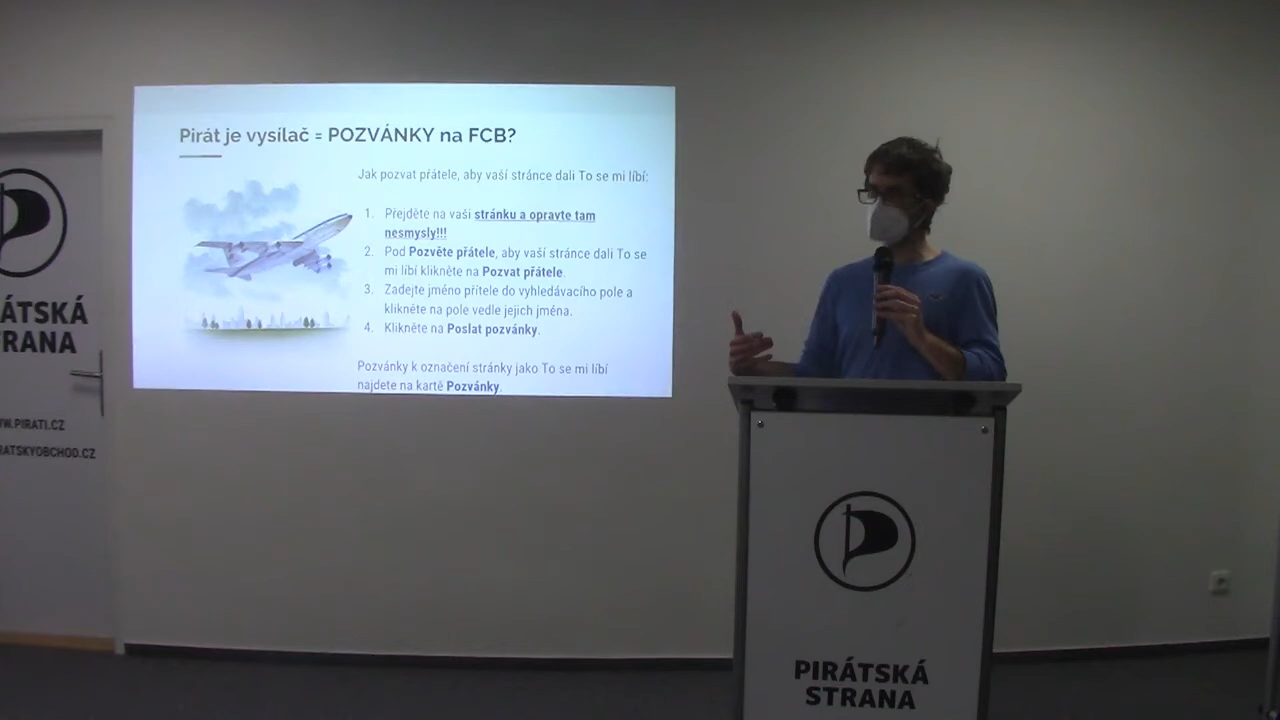 Pirát je vysílač = POZVÁNKY na FCB?
Jak pozvat přátele, aby vaší stránce dali To se mi líbí:
1. Přejděte na vaši stránku a opravte tam
nesmysly!!!
2. Pod Pozvěte přátele, aby vaší stránce dali To se
mi líbí klikněte na Pozvat přátele.
3. Zadejte jméno přítele do vyhledávacího pole a
klikněte na pole vedle jejich jména.
4. Klikněte na Poslat pozvánky.
Pozvánky k označení stránky jako To se mi líbí
najdete na kartě Pozvánky.
ÁTSKÁ
RANA
W.PIRATI.CZ
RATSKYOBCHOD.CZ
PIRÁTSKÁ
STRANA